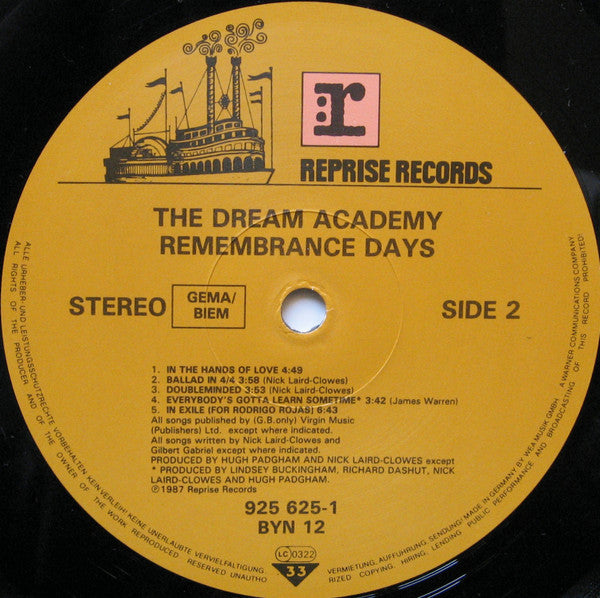 r
REPRISE RECORDS
THE DREAM ACADEMY
REMEMBRANCE DAYS
STEREO
GEMA/
BIEM
SIDE 2
1. IN THE HANDS OF LOVE 4:49
2. BALLAD IN 4/4 3:58 (Nick Laird-Clowes)
3. DOUBLEMINDED 3:53 (Nick Laird-Clowes)
4. EVERYBODY'S GOTTA LEARN SOMETIME* 3:42 (James Warren)
5. IN EXILE (FOR RODRIGO ROJAS) 6:43
All songs published by (G.B.only) Virgin Music
(Publishers) Ltd. except where indicated.
All songs written by Nick Laird-Clowes and
Gilbert Gabriel except where indicated.
PRODUCED BY HUGH PADGHAM AND NICK LAIRD-CLOWES except
* PRODUCED BY LINDSEY BUCKINGHAM, RICHARD DASHUT, NICK
LAIRD-CLOWES AND HUGH PADGHAM.
℗1987 Reprise Records
925 625-1
BYN 12
LC 0322
33
ALLE URHEBER- UND LEISTUNGSSCHUTZRECHTE VORBEHALTEN. KEIN VERLEIH! KEINE UNERLAUBTE VERVIELFÄLTIGUNG, VERMIETUNG, AUFFÜHRUNG, SENDUNG! MADE IN GERMANY BY WEA MUSIK GMBH. A WARNER COMMUNICATIONS COMPANY.
ALL RIGHTS OF THE PRODUCER AND OF THE OWNER OF THE WORK REPRODUCED RESERVED UNAUTHO RIZED COPYING, HIRING, LENDING, PUBLIC PERFORMANCE AND BROADCASTING OF THIS RECORD PROHIBITED!